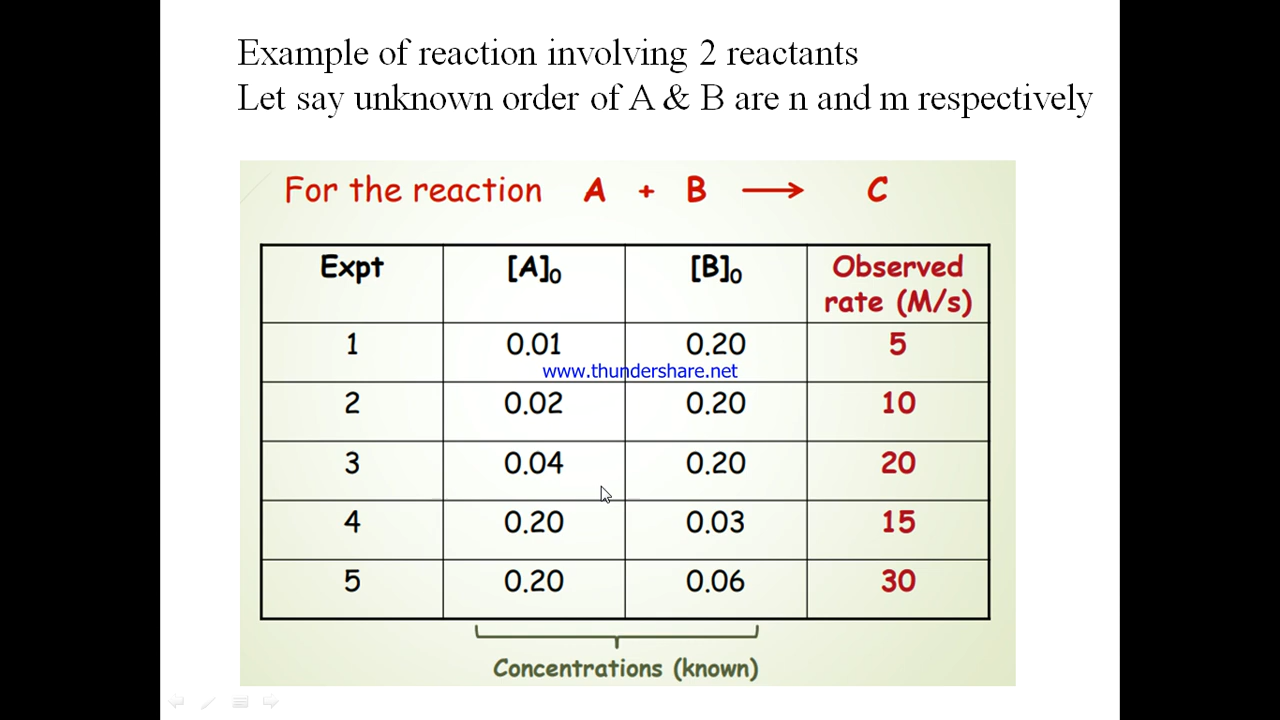 Example of reaction involving 2 reactants
Let say unknown order of A & B are n and m respectively
For the reaction A + B ⟶ C
Expt [A]₀ [B]₀ Observed rate (M/s)
1 0.01 0.20 5
www.thundershare.net
2 0.02 0.20 10
3 0.04 0.20 20
4 0.20 0.03 15
5 0.20 0.06 30
Concentrations (known)